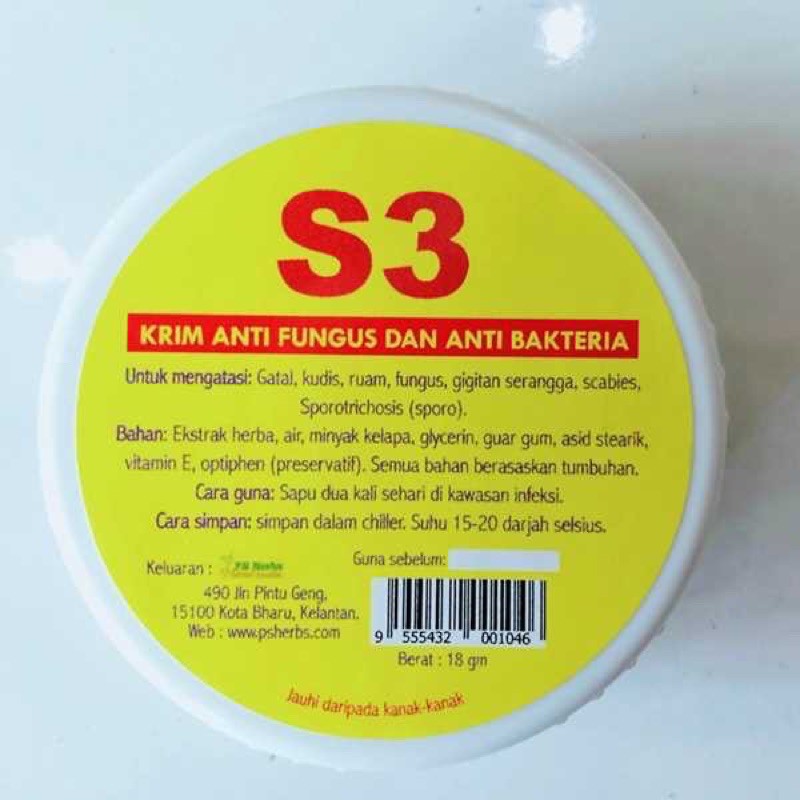 S3
KRIM ANTI FUNGUS DAN ANTI BAKTERIA
Untuk mengatasi: Gatal, kudis, ruam, fungus, gigitan serangga, scabies,
Sporotrichosis (sporo).
Bahan: Ekstrak herba, air, minyak kelapa, glycerin, guar gum, asid stearik,
vitamin E, optiphen (preservatif). Semua bahan berasaskan tumbuhan.
Cara guna: Sapu dua kali sehari di kawasan infeksi.
Cara simpan: simpan dalam chiller. Suhu 15-20 darjah selsius.
Keluaran : PS Herbs
490 Jln Pintu Geng,
15100 Kota Bharu, Kelantan.
Web : www.psherbs.com
Guna sebelum:
9 555432 001046
Berat : 18 gm
Jauhi daripada kanak-kanak